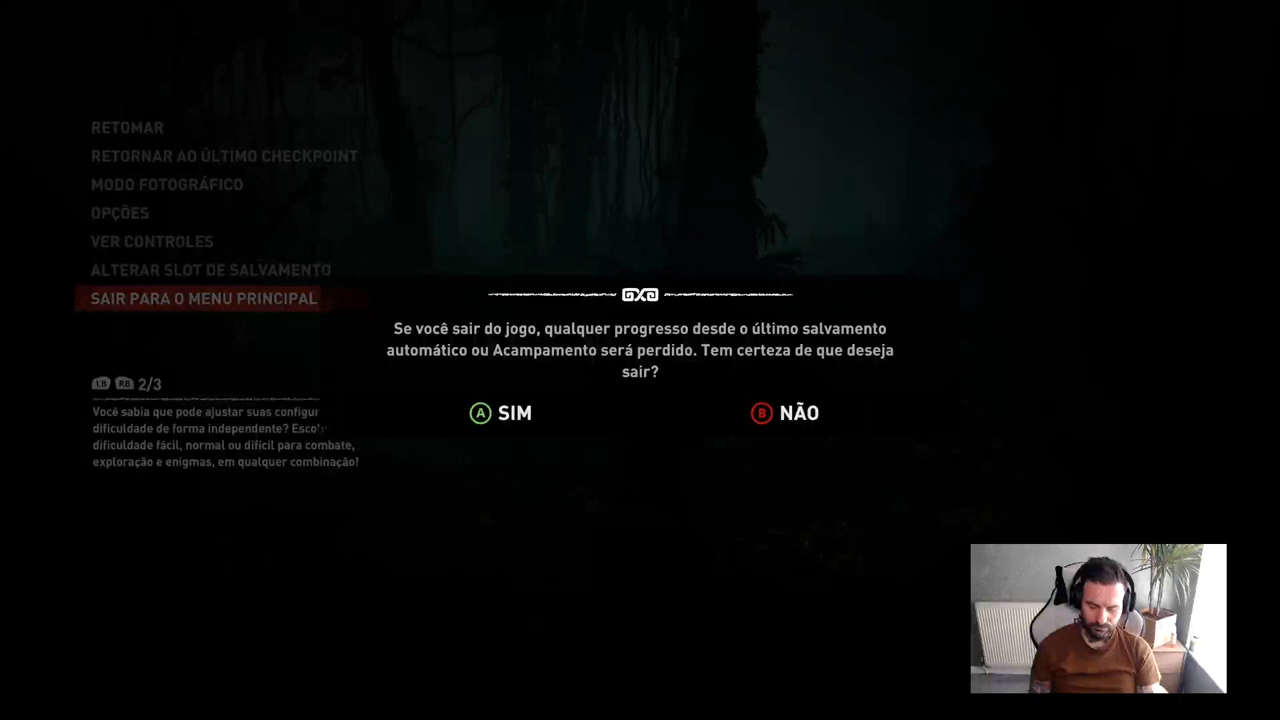 RETOMAR
RETORNAR AO ÚLTIMO CHECKPOINT
MODO FOTOGRÁFICO
OPÇÕES
VER CONTROLES
ALTERAR SLOT DE SALVAMENTO
SAIR PARA O MENU PRINCIPAL
Se você sair do jogo, qualquer progresso desde o último salvamento
automático ou Acampamento será perdido. Tem certeza de que deseja
sair?
A SIM
B NÃO
LB RB 2/3
Você sabia que pode ajustar suas configur
dificuldade de forma independente? Esco
dificuldade fácil, normal ou difícil para combate,
exploração e enigmas, em qualquer combinação!